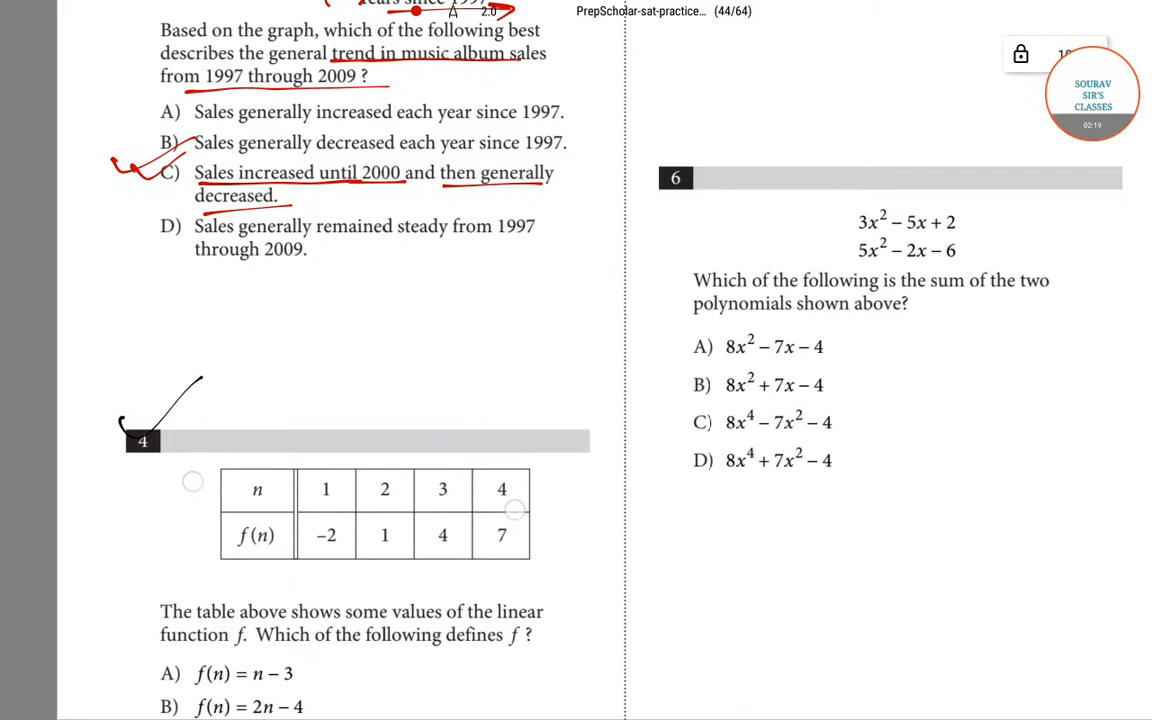 PrepScholar-sat-practice... (44/64)
Based on the graph, which of the following best
describes the general trend in music album sales
from 1997 through 2009 ?
A) Sales generally increased each year since 1997.
B) Sales generally decreased each year since 1997.
C) Sales increased until 2000 and then generally
decreased.
D) Sales generally remained steady from 1997
through 2009.
4
n 1 2 3 4
f(n) –2 1 4 7
The table above shows some values of the linear
function f. Which of the following defines f ?
A) f(n) = n – 3
B) f(n) = 2n – 4
SOURAV
SIR'S
CLASSES
02:19
6
3x² – 5x + 2
5x² – 2x – 6
Which of the following is the sum of the two
polynomials shown above?
A) 8x² – 7x – 4
B) 8x² + 7x – 4
C) 8x⁴ – 7x² – 4
D) 8x⁴ + 7x² – 4